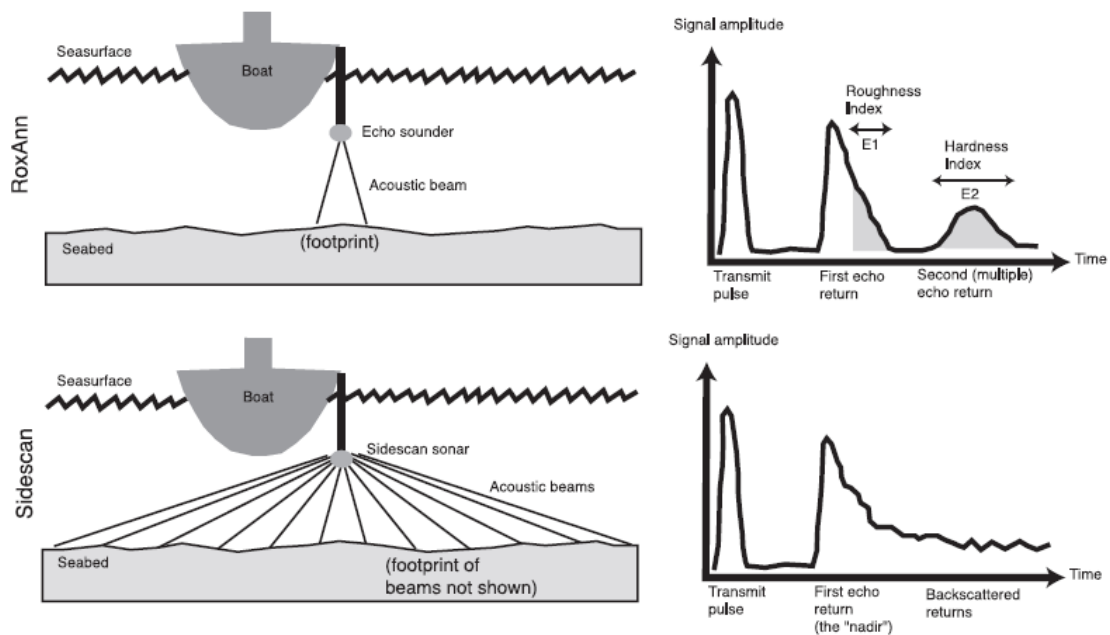 RoxAnn
Seasurface
Boat
Echo sounder
Acoustic beam
(footprint)
Seabed
Signal amplitude
Roughness
Index
E1
Hardness
Index
E2
Time
Transmit
pulse
First echo
return
Second (multiple)
echo return
Sidescan
Seasurface
Boat
Sidescan sonar
Acoustic beams
Seabed
(footprint of
beams not shown)
Signal amplitude
Time
Transmit
pulse
First echo
return
(the "nadir")
Backscattered
returns